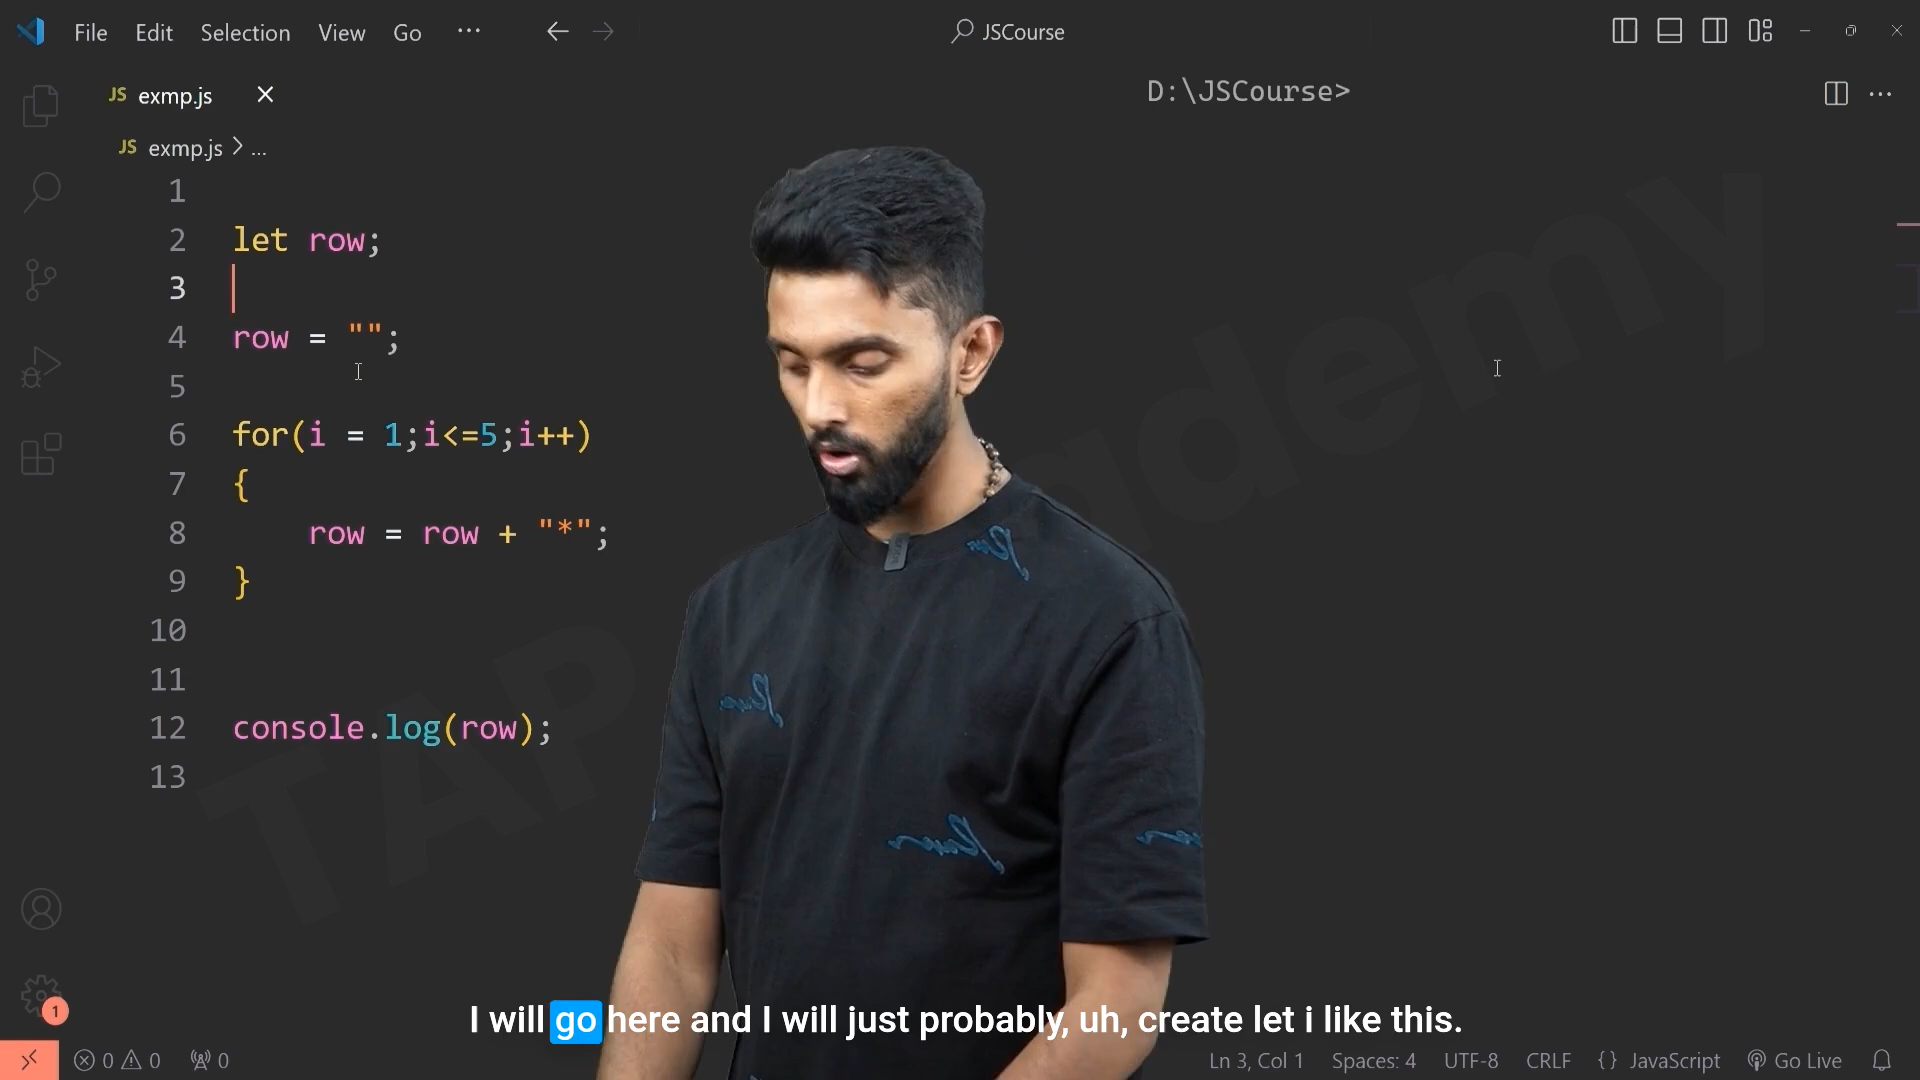 File Edit Selection View Go ··· JSCourse
JS exmp.js
D:\JSCourse>
JS exmp.js > ...
1
2 let row;
3
4 row = "";
5
6 for(i = 1;i<=5;i++)
7 {
8 row = row + "*";
9 }
10
11
12 console.log(row);
13
I will go here and I will just probably, uh, create let i like this.
1
0 0 0 Ln 3, Col 1 Spaces: 4 UTF-8 CRLF {} JavaScript Go Live